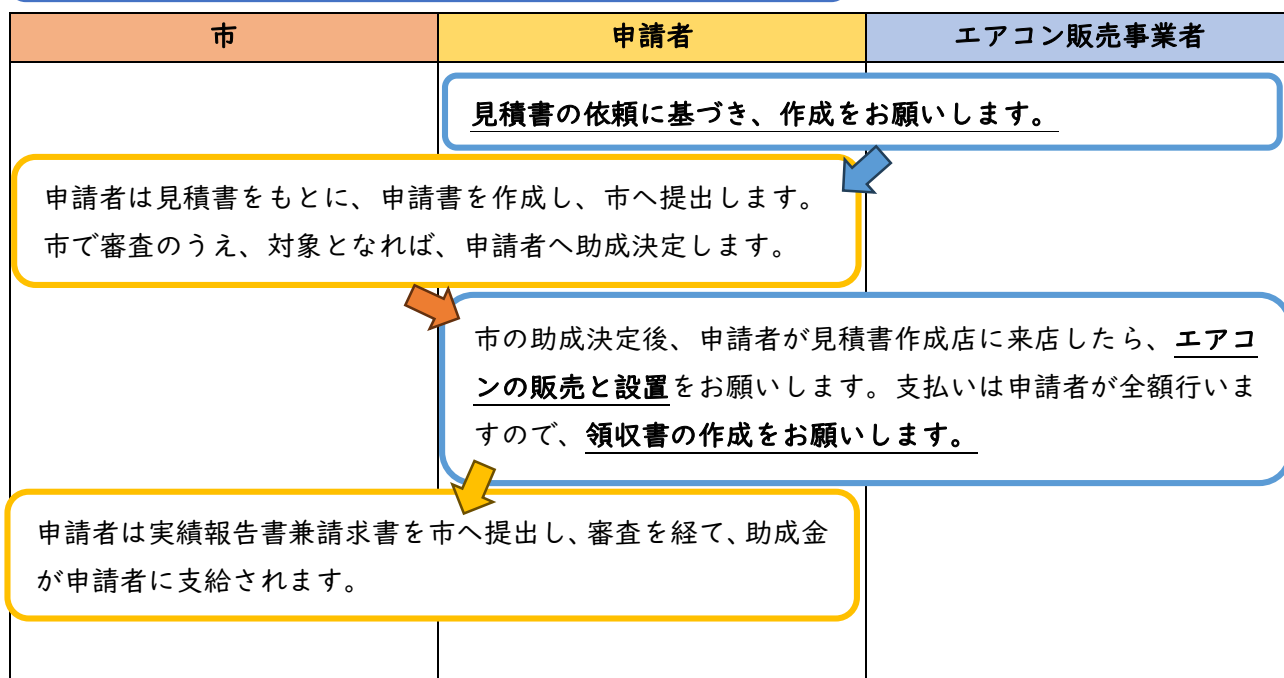 市 申請者 エアコン販売事業者
見積書の依頼に基づき、作成をお願いします。
申請者は見積書をもとに、申請書を作成し、市へ提出します。
市で審査のうえ、対象となれば、申請者へ助成決定します。
市の助成決定後、申請者が見積書作成店に来店したら、エアコ
ンの販売と設置をお願いします。支払いは申請者が全額行いま
すので、領収書の作成をお願いします。
申請者は実績報告書兼請求書を市へ提出し、審査を経て、助成金
が申請者に支給されます。